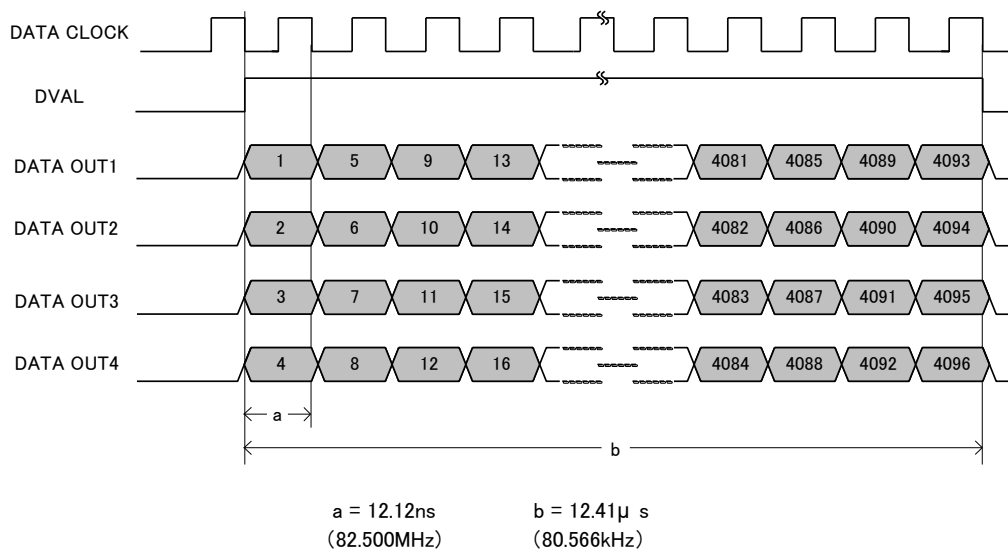 DATA CLOCK
DVAL
DATA OUT1 1 5 9 13 4081 4085 4089 4093
DATA OUT2 2 6 10 14 4082 4086 4090 4094
DATA OUT3 3 7 11 15 4083 4087 4091 4095
DATA OUT4 4 8 12 16 4084 4088 4092 4096
a
b
a = 12.12ns b = 12.41μ s
(82.500MHz) (80.566kHz)